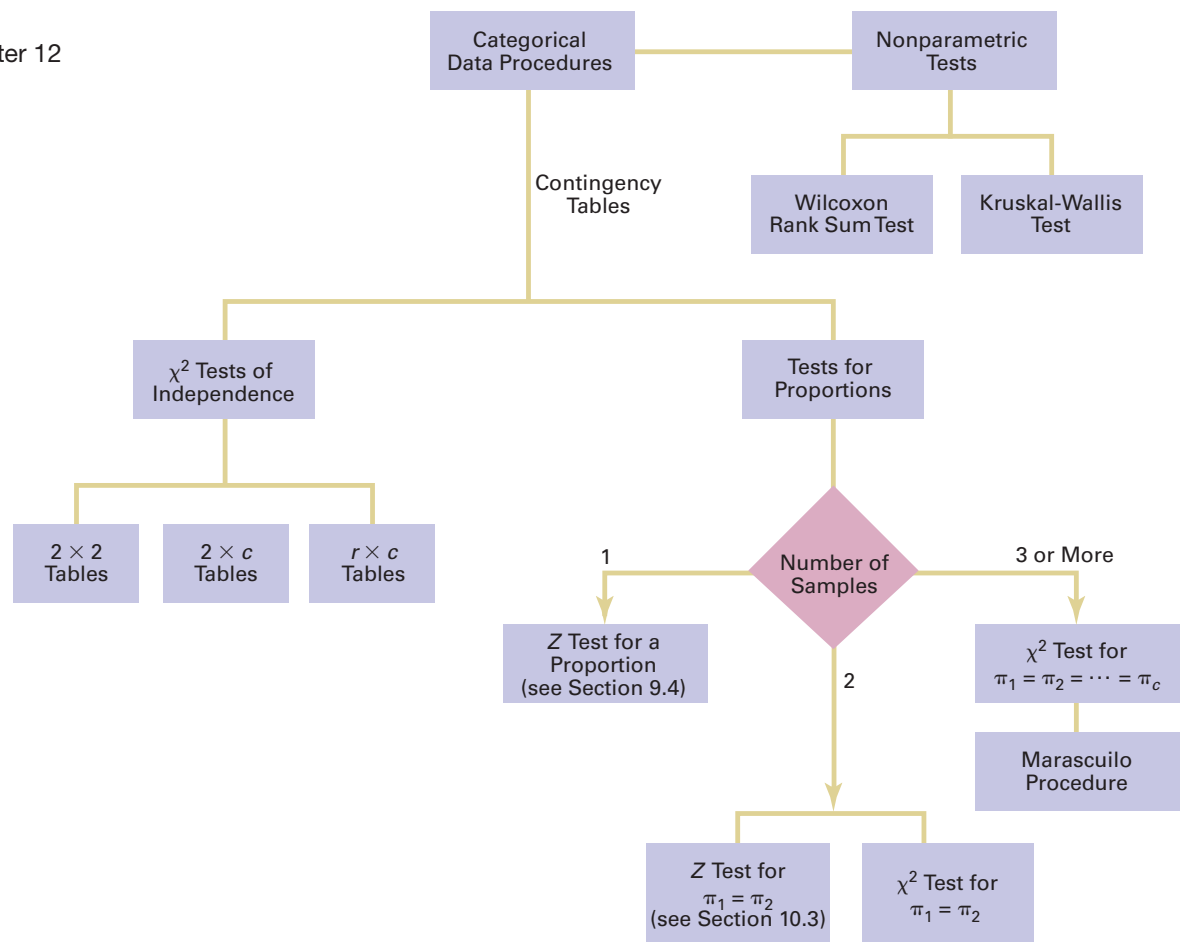 ter 12
Categorical
Data Procedures
Nonparametric
Tests
Contingency
Tables
Wilcoxon
Rank Sum Test
Kruskal-Wallis
Test
χ² Tests of
Independence
Tests for
Proportions
2 × 2
Tables
2 × c
Tables
r × c
Tables
Number of
Samples
1
3 or More
2
Z Test for a
Proportion
(see Section 9.4)
χ² Test for
π₁ = π₂ = ⋯ = π_c
Marascuilo
Procedure
Z Test for
π₁ = π₂
(see Section 10.3)
χ² Test for
π₁ = π₂